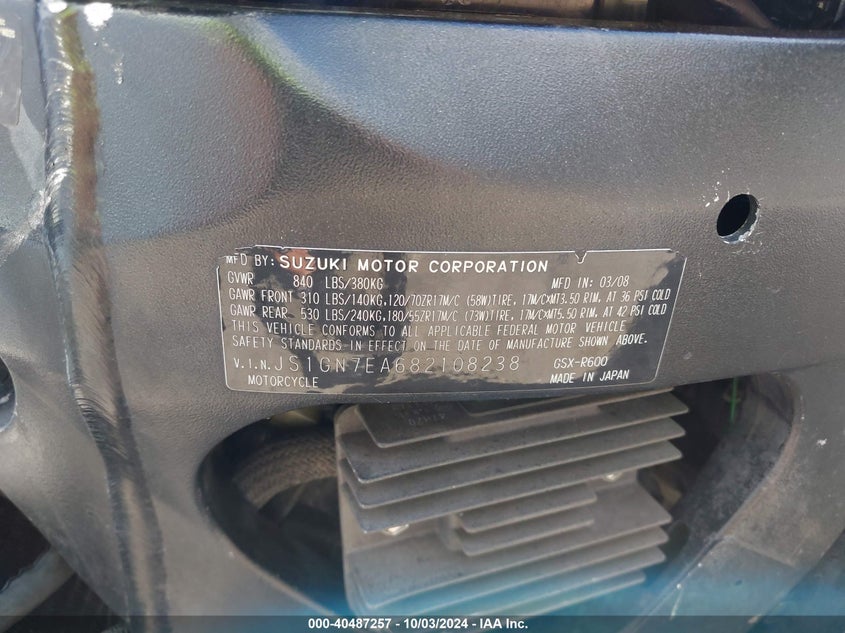 MFD BY: SUZUKI MOTOR CORPORATION
GVWR 840 LBS/380KG MFD IN: 03/08
GAWR FRONT 310 LBS/140KG,120/70ZR17M/C (58W)TIRE, 17M/C×MT3.50 RIM, AT 36 PSI COLD
GAWR REAR 530 LBS/240KG,180/55ZR17M/C (73W)TIRE, 17M/C×MT5.50 RIM, AT 42 PSI COLD
THIS VEHICLE CONFORMS TO ALL APPLICABLE FEDERAL MOTOR VEHICLE
SAFETY STANDARDS IN EFFECT ON THE DATE OF MANUFACTURE SHOWN ABOVE.
V.I.N. JS1GN7EA682108238 GSX-R600
MOTORCYCLE MADE IN JAPAN
000-40487257 - 10/03/2024 - IAA Inc.